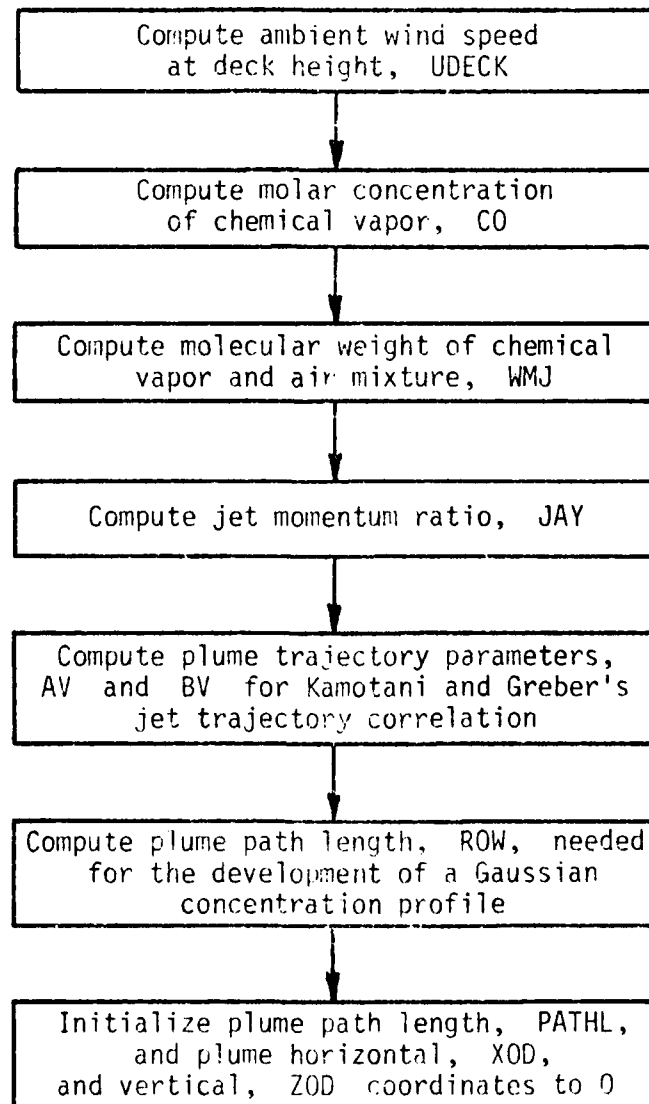 Compute ambient wind speed
at deck height, UDECK
Compute molar concentration
of chemical vapor, CO
Compute molecular weight of chemical
vapor and air mixture, WMJ
Compute jet momentum ratio, JAY
Compute plume trajectory parameters,
AV and BV for Kamotani and Greber's
jet trajectory correlation
Compute plume path length, ROW, needed
for the development of a Gaussian
concentration profile
Initialize plume path length, PATHL,
and plume horizontal, XOD,
and vertical, ZOD coordinates to 0